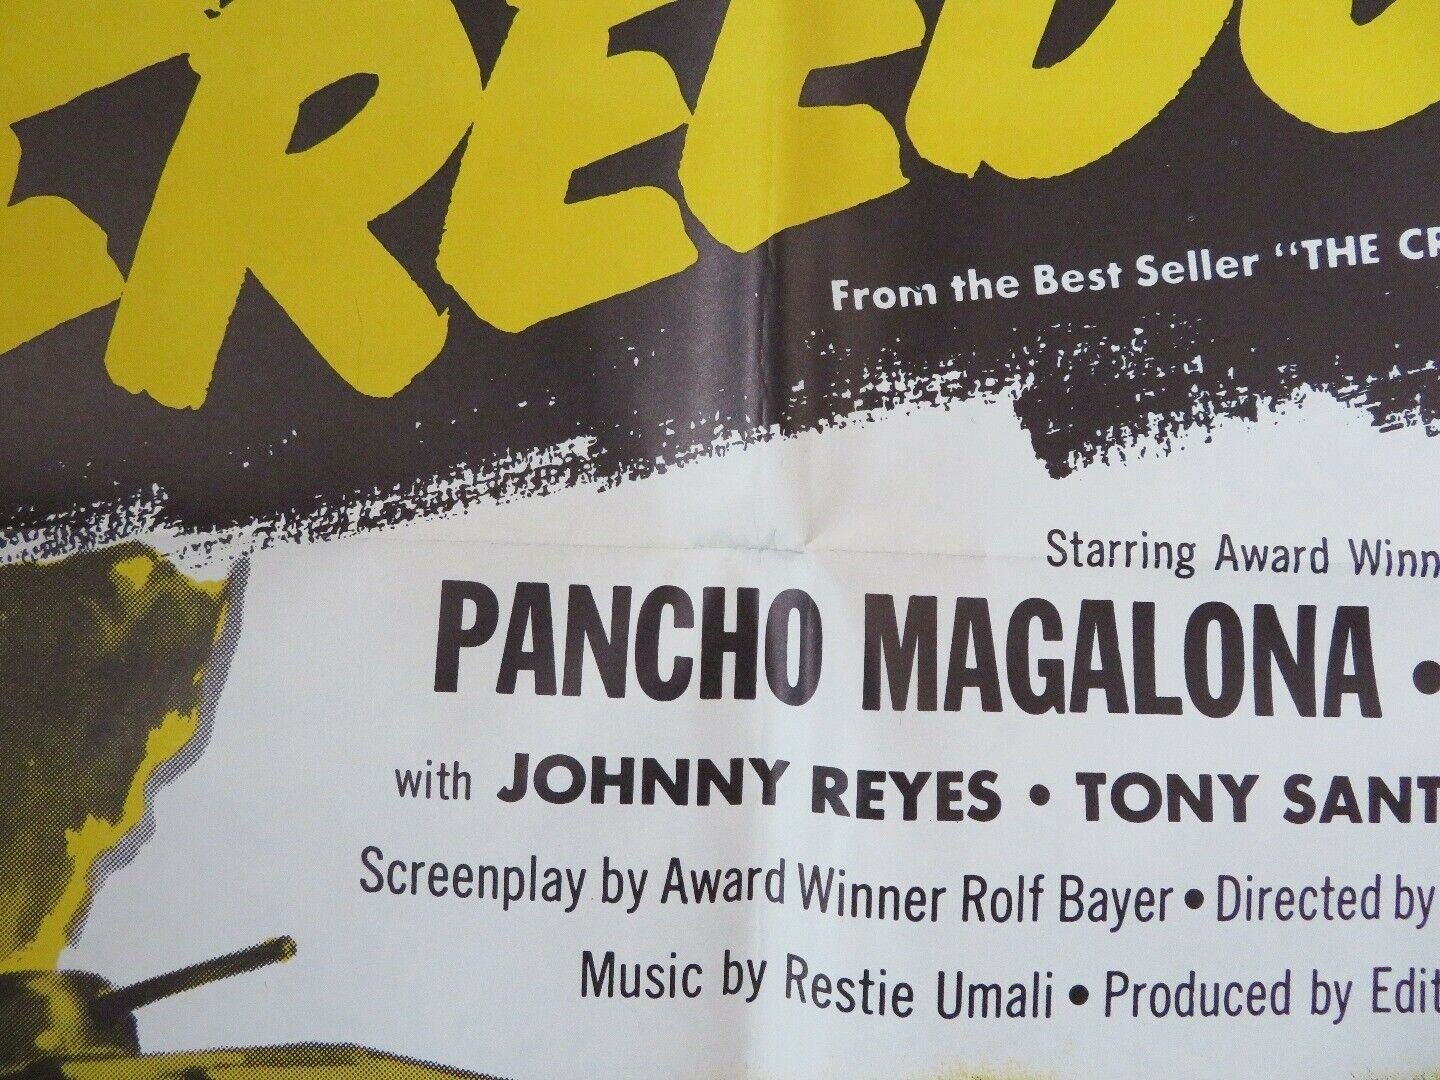 FREEDO
From the Best Seller "THE CR
Starring Award Winn
PANCHO MAGALONA •
with JOHNNY REYES • TONY SANT
Screenplay by Award Winner Rolf Bayer • Directed by
Music by Restie Umali • Produced by Edit